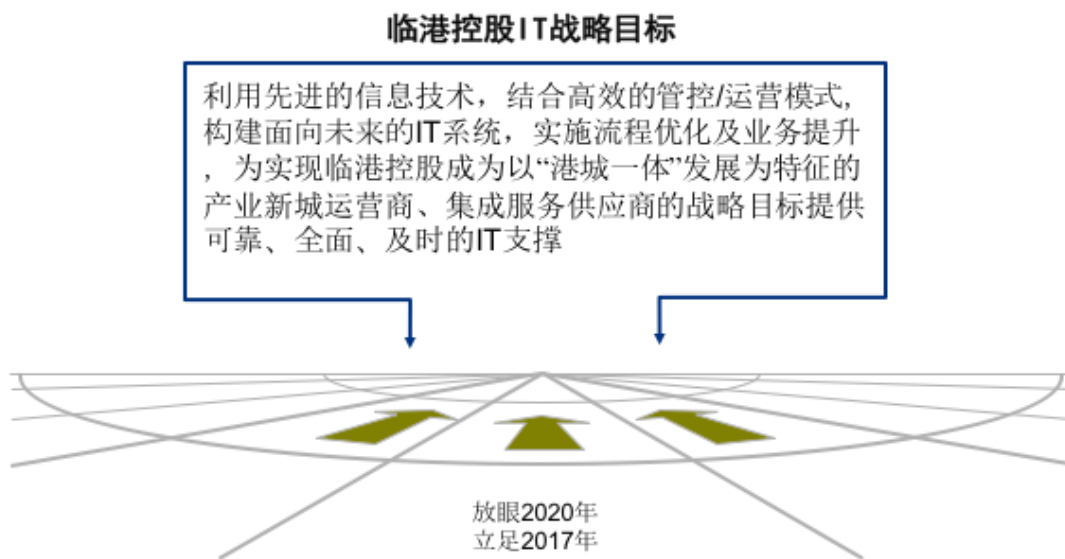 临港控股IT战略目标
利用先进的信息技术，结合高效的管控/运营模式,
构建面向未来的IT系统，实施流程优化及业务提升
，为实现临港控股成为以“港城一体”发展为特征的
产业新城运营商、集成服务供应商的战略目标提供
可靠、全面、及时的IT支撑
放眼2020年
立足2017年